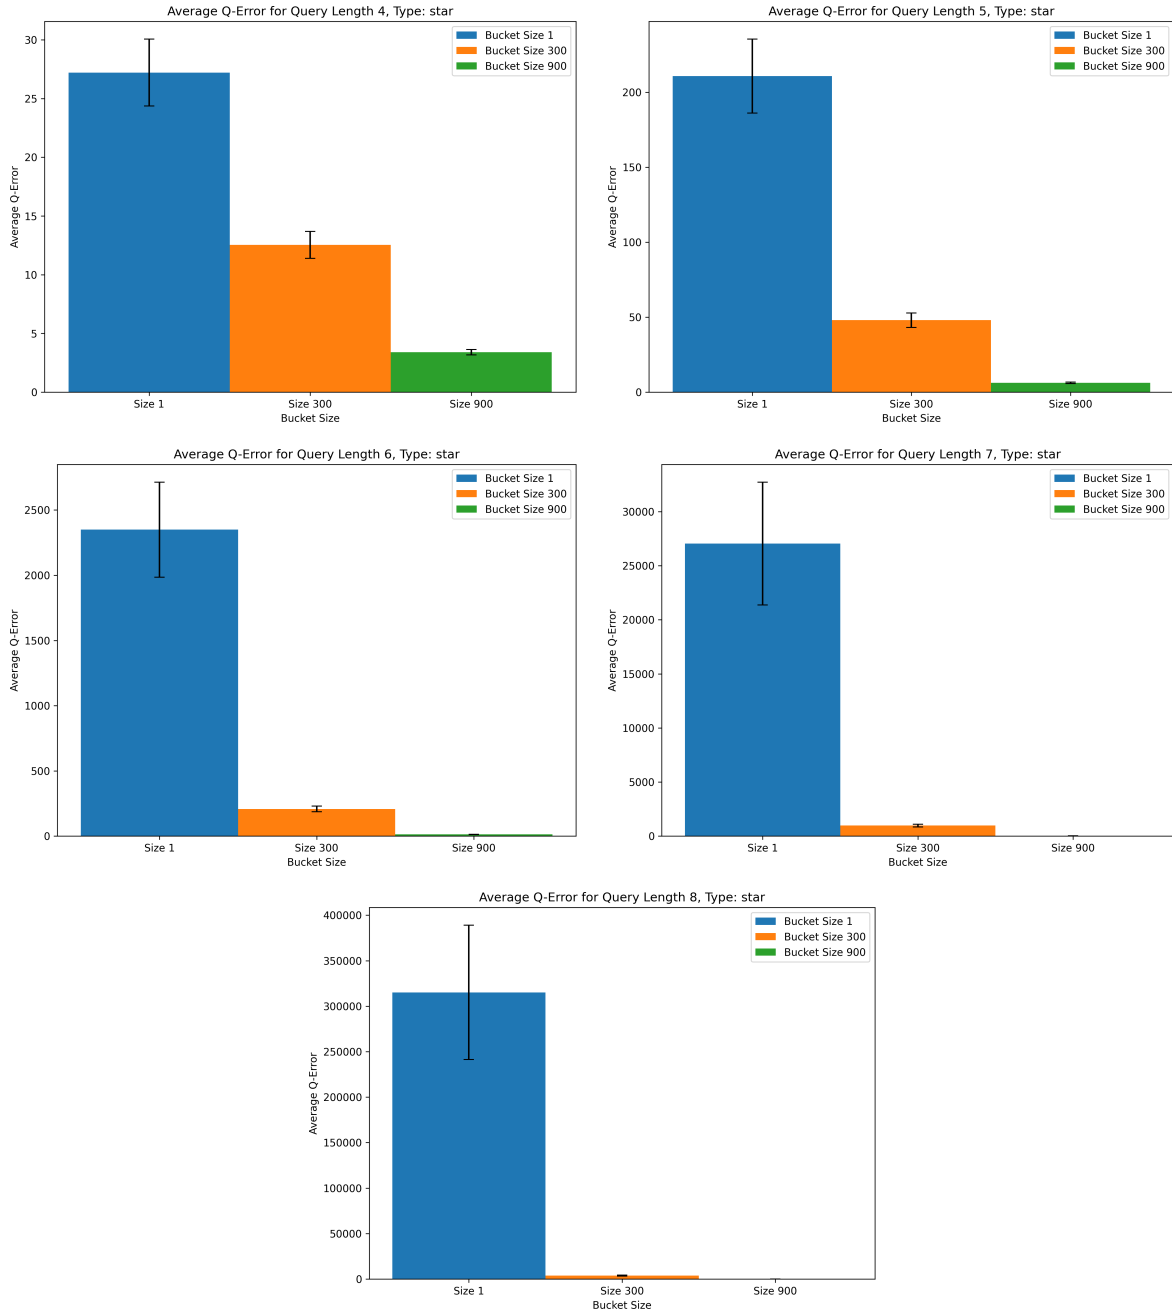 Average Q-Error for Query Length 4, Type: star
Bucket Size 1
Bucket Size 300
Bucket Size 900
30
25
20
15
10
5
0
Average Q-Error
Size 1
Size 300
Size 900
Bucket Size
Average Q-Error for Query Length 5, Type: star
Bucket Size 1
Bucket Size 300
Bucket Size 900
200
150
100
50
0
Average Q-Error
Size 1
Size 300
Size 900
Bucket Size
Average Q-Error for Query Length 6, Type: star
Bucket Size 1
Bucket Size 300
Bucket Size 900
2500
2000
1500
1000
500
0
Average Q-Error
Size 1
Size 300
Size 900
Bucket Size
Average Q-Error for Query Length 7, Type: star
Bucket Size 1
Bucket Size 300
Bucket Size 900
30000
25000
20000
15000
10000
5000
0
Average Q-Error
Size 1
Size 300
Size 900
Bucket Size
Average Q-Error for Query Length 8, Type: star
Bucket Size 1
Bucket Size 300
Bucket Size 900
400000
350000
300000
250000
200000
150000
100000
50000
0
Average Q-Error
Size 1
Size 300
Size 900
Bucket Size